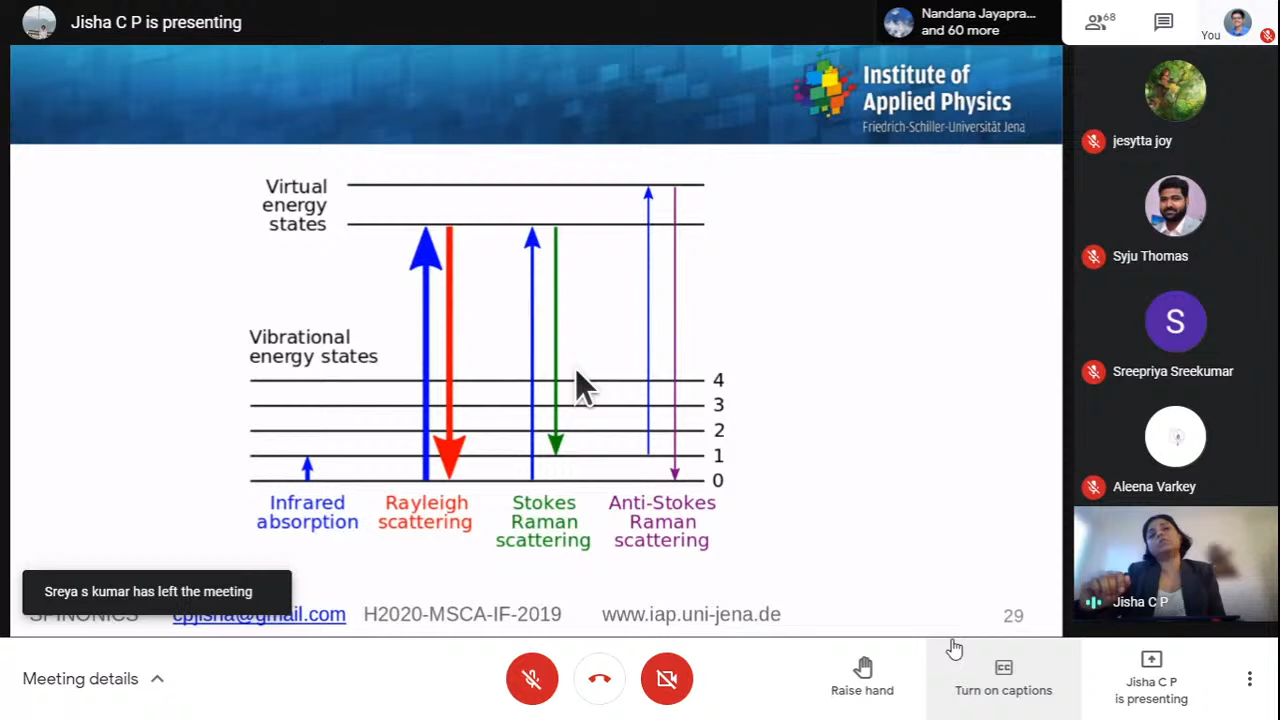 Jisha C P is presenting
Nandana Jayapra...
and 60 more
68
You
Institute of
Applied Physics
Friedrich-Schiller-Universität Jena
Virtual
energy
states
Vibrational
energy states
4
3
2
1
0
Infrared
absorption
Rayleigh
scattering
Stokes
Raman
scattering
Anti-Stokes
Raman
scattering
jesytta joy
Syju Thomas
S
Sreepriya Sreekumar
Aleena Varkey
Jisha C P
Sreya s kumar has left the meeting
SPINONICS cpjisha@gmail.com H2020-MSCA-IF-2019 www.iap.uni-jena.de 29
Meeting details
Raise hand
CC
Turn on captions
Jisha C P
is presenting